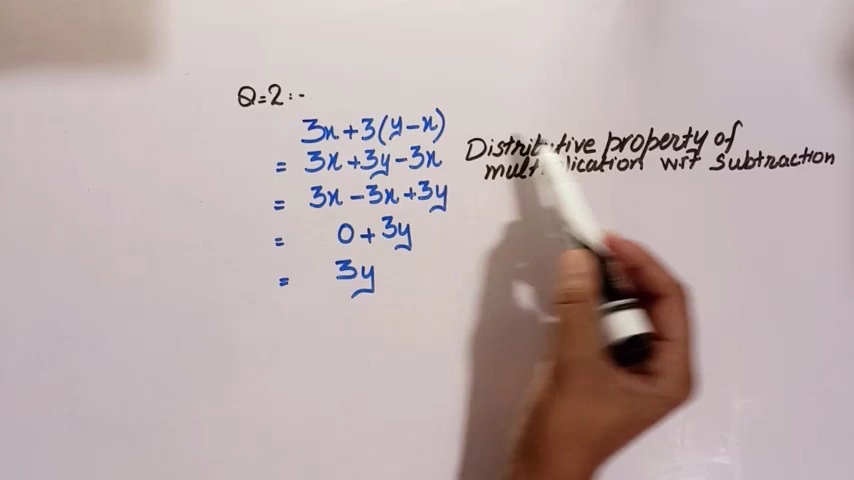 Q=2:-
3x+3(y-x)
= 3x+3y-3x
= 3x-3x+3y
= 0+3y
= 3y
Distributive property of
multiplication wrt subtraction